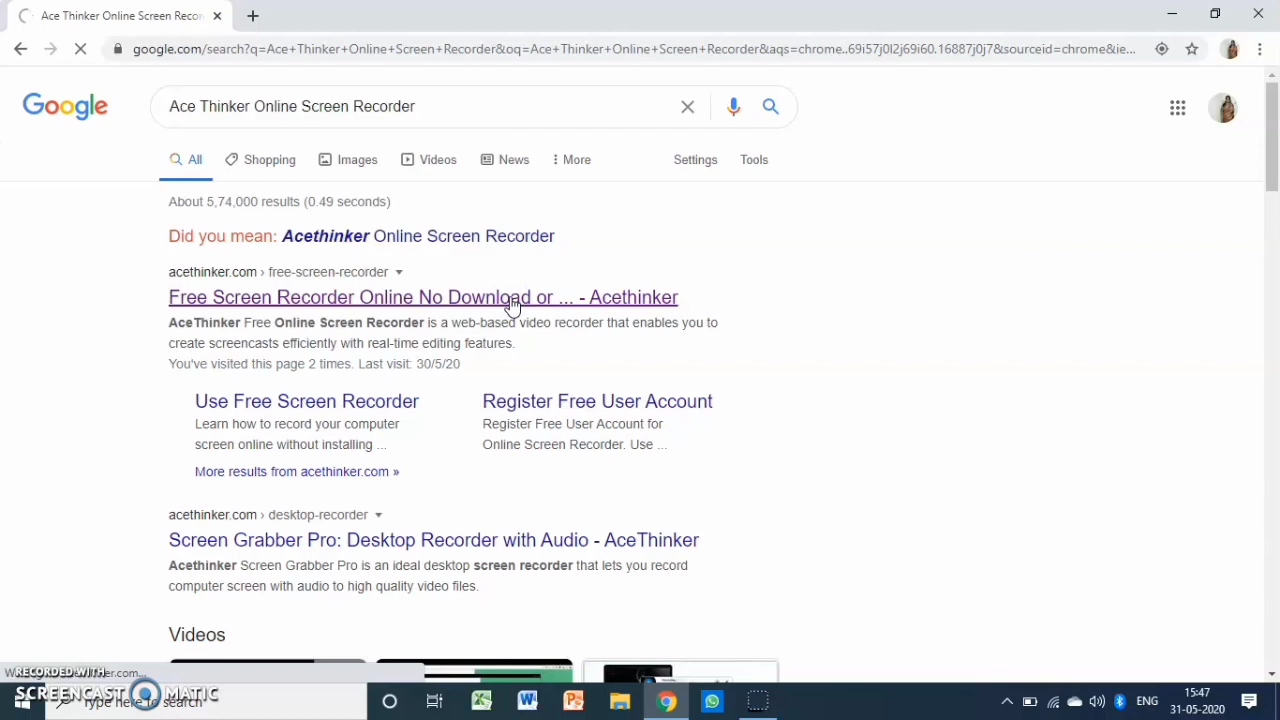 Ace Thinker Online Screen Recor
google.com/search?q=Ace+Thinker+Online+Screen+Recorder&oq=Ace+Thinker+Online+Screen+Recorder&aqs=chrome..69i57j0l2j69i60.16887j0j7&sourceid=chrome&ie...
Google
Ace Thinker Online Screen Recorder
All Shopping Images Videos News More Settings Tools
About 5,74,000 results (0.49 seconds)
Did you mean: Acethinker Online Screen Recorder
acethinker.com › free-screen-recorder
Free Screen Recorder Online No Download or ... - Acethinker
AceThinker Free Online Screen Recorder is a web-based video recorder that enables you to
create screencasts efficiently with real-time editing features.
You've visited this page 2 times. Last visit: 30/5/20
Use Free Screen Recorder
Learn how to record your computer
screen online without installing ...
Register Free User Account
Register Free User Account for
Online Screen Recorder. Use ...
More results from acethinker.com »
acethinker.com › desktop-recorder
Screen Grabber Pro: Desktop Recorder with Audio - AceThinker
Acethinker Screen Grabber Pro is an ideal desktop screen recorder that lets you record
computer screen with audio to high quality video files.
Videos
RECORDED WITH
SCREENCAST MATIC
Type here to search
ENG
15:47
31-05-2020